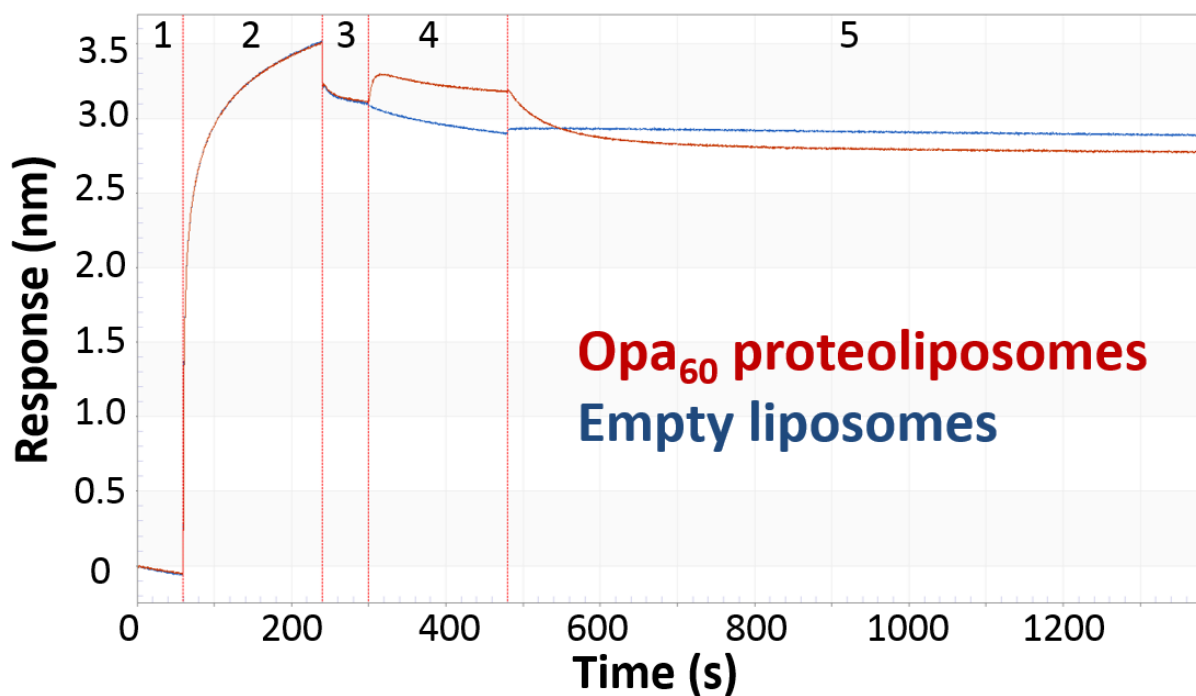 1 2 3 4 5
3.5
3.0
2.5
2.0
1.5
1.0
0.5
0
Response (nm)
Opa60 proteoliposomes
Empty liposomes
0 200 400 600 800 1000 1200
Time (s)